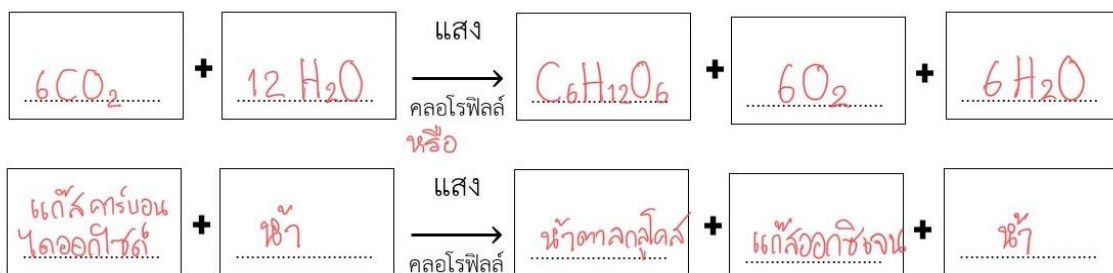 แสง
6CO₂ + 12 H₂O → C₆H₁₂O₆ + 6O₂ + 6H₂O
คลอโรฟิลล์
หรือ
แสง
แก๊สคาร์บอน
ไดออกไซด์ + น้ำ → น้ำตาลกลูโคส + แก๊สออกซิเจน + น้ำ
คลอโรฟิลล์